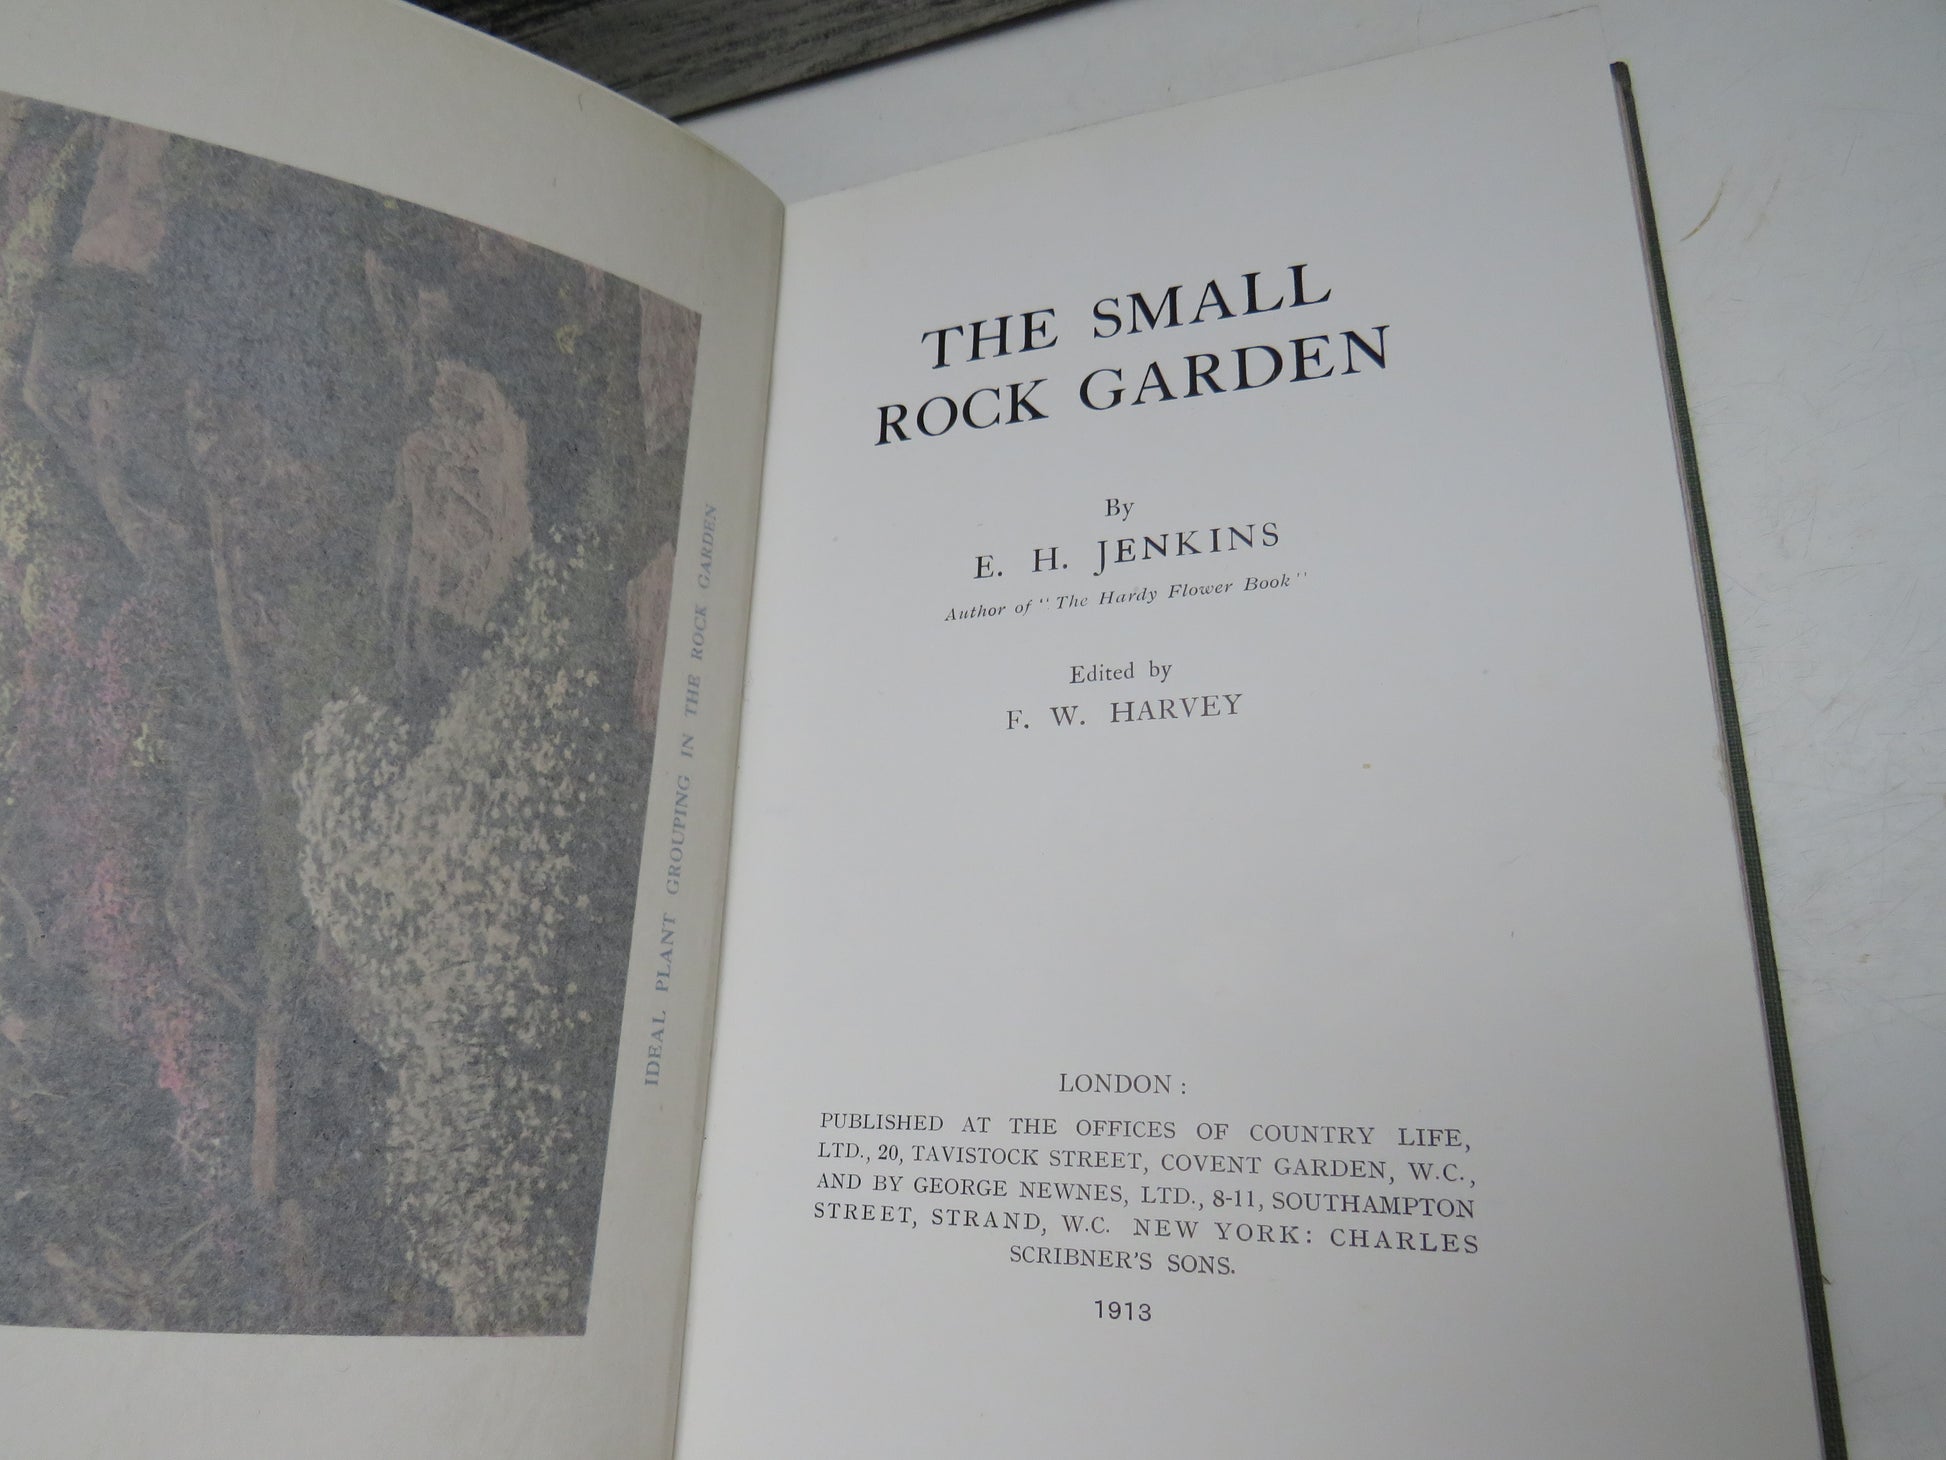 IDEAL PLANT GROUPING IN THE ROCK GARDEN
THE SMALL
ROCK GARDEN
By
E. H. JENKINS
Author of "The Hardy Flower Book"
Edited by
F. W. HARVEY
LONDON:
PUBLISHED AT THE OFFICES OF COUNTRY LIFE,
LTD., 20, TAVISTOCK STREET, COVENT GARDEN, W.C.,
AND BY GEORGE NEWNES, LTD., 8-11, SOUTHAMPTON
STREET, STRAND, W.C. NEW YORK: CHARLES
SCRIBNER'S SONS.
1913